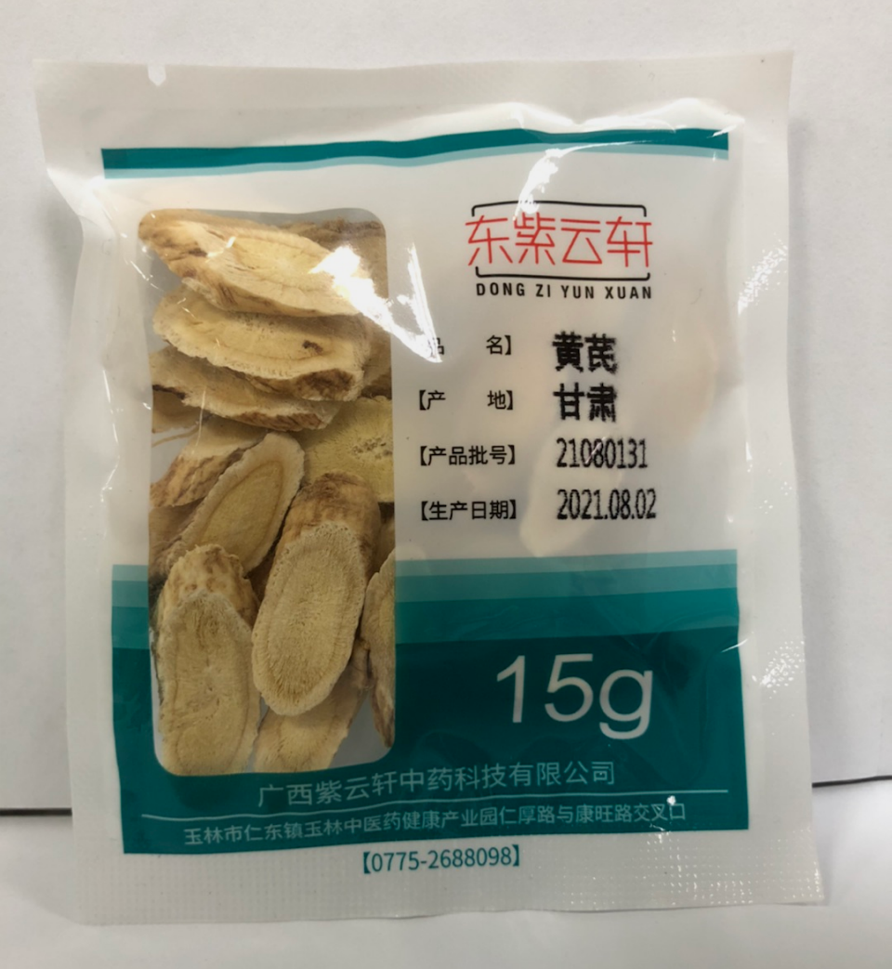 东紫云轩
DONG ZI YUN XUAN
名】 黄芪
【产 地】 甘肃
【产品批号】 21080131
【生产日期】 2021.08.02
15g
广西紫云轩中药科技有限公司
玉林市仁东镇玉林中医药健康产业园仁厚路与康旺路交叉口
【0775-2688098】